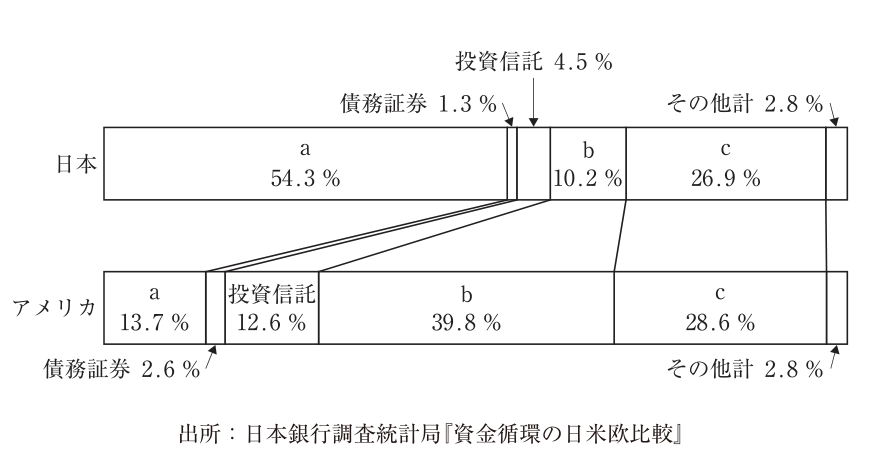 投資信託 4.5 %
債務証券 1.3 %
その他計 2.8 %
日本
a
54.3 %
b
10.2 %
c
26.9 %
アメリカ
a
13.7 %
投資信託
12.6 %
b
39.8 %
c
28.6 %
債務証券 2.6 %
その他計 2.8 %
出所：日本銀行調査統計局『資金循環の日米欧比較』